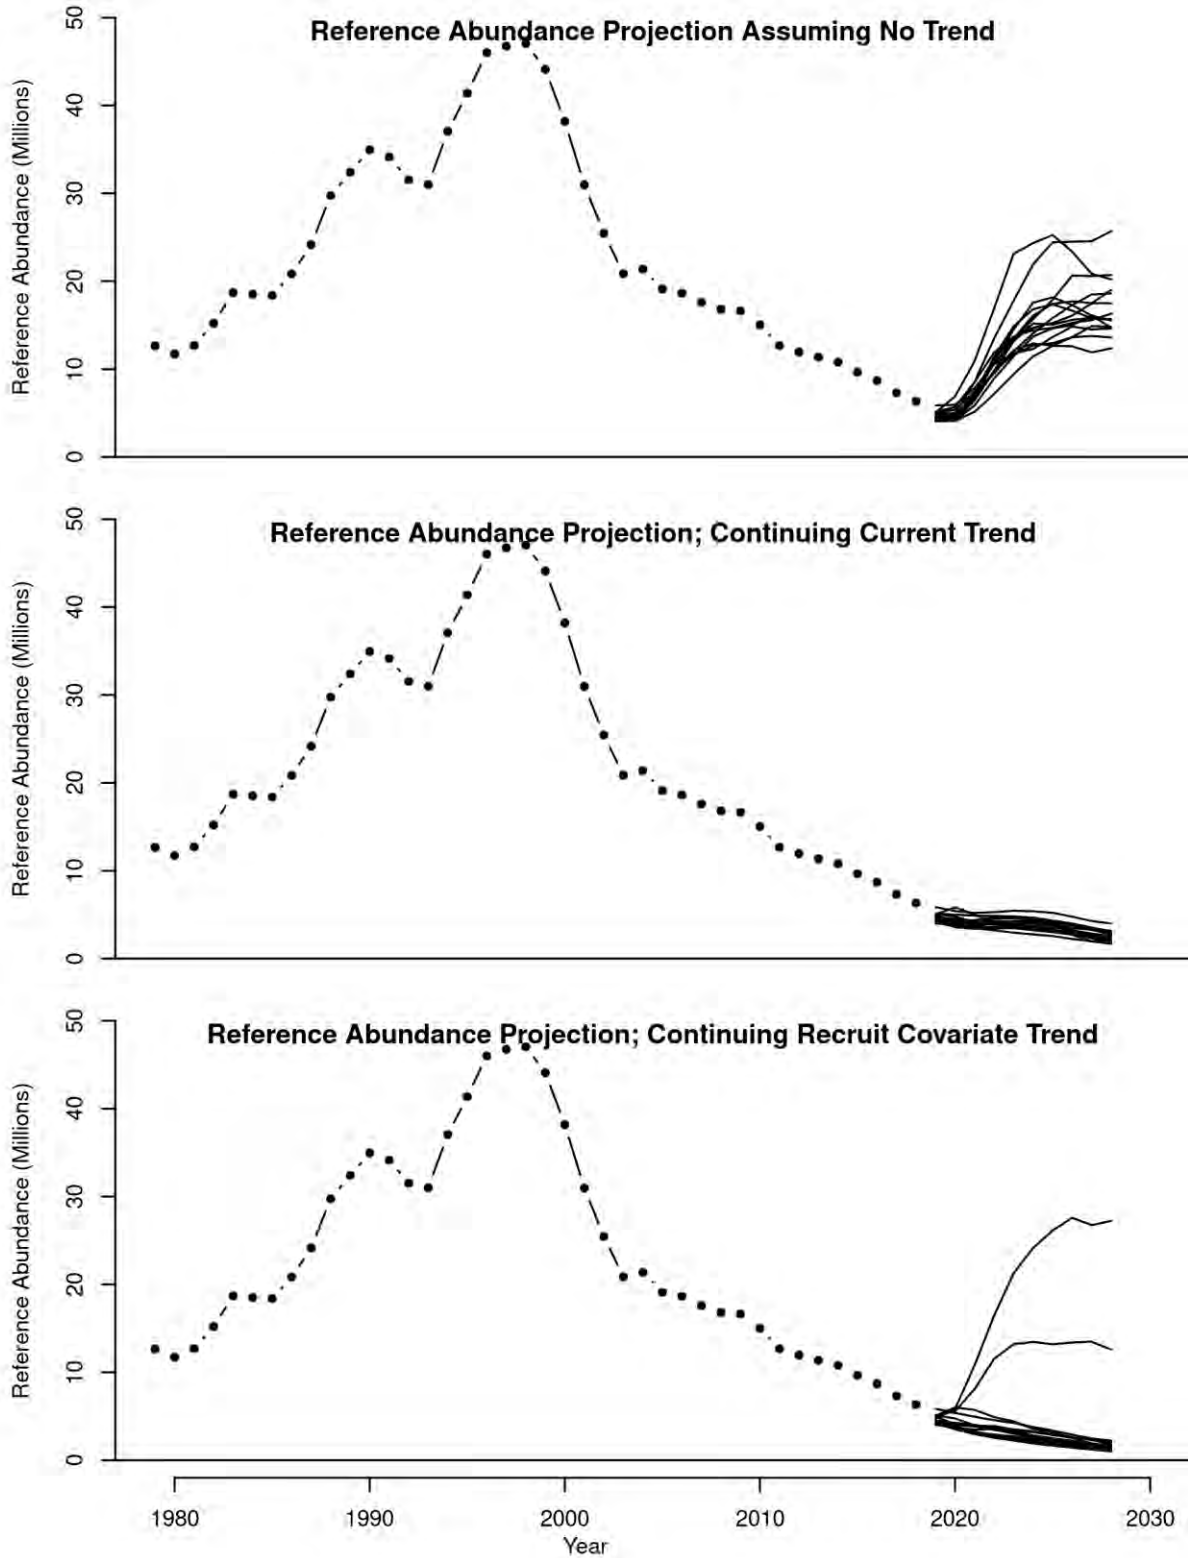 Reference Abundance Projection Assuming No Trend
Reference Abundance (Millions)
50
40
30
20
10
0
Reference Abundance Projection; Continuing Current Trend
Reference Abundance (Millions)
50
40
30
20
10
0
Reference Abundance Projection; Continuing Recruit Covariate Trend
Reference Abundance (Millions)
50
40
30
20
10
0
1980 1990 2000 2010 2020 2030
Year